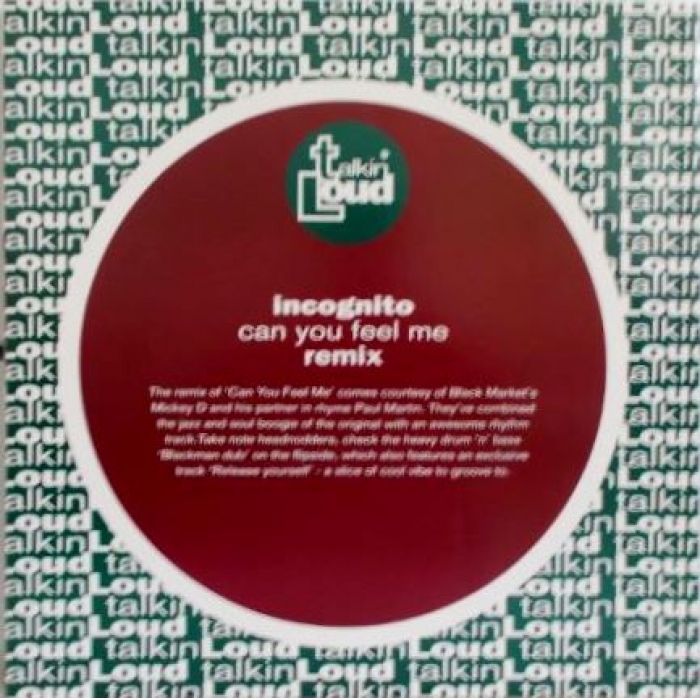 talkin Loud
incognito
can you feel me
remix
The remix of 'Can You Feel Me' comes courtesy of Black Market's
Mickey D and his partner in rhyme Paul Martin. They've combined
the jazz and soul boogie of the original with an awesome rhythm
track.Take note headnodders, check the heavy drum 'n' bass
'Blackman dub' on the flipside, which also features an exclusive
track 'Release yourself' - a slice of cool vibe to groove to.